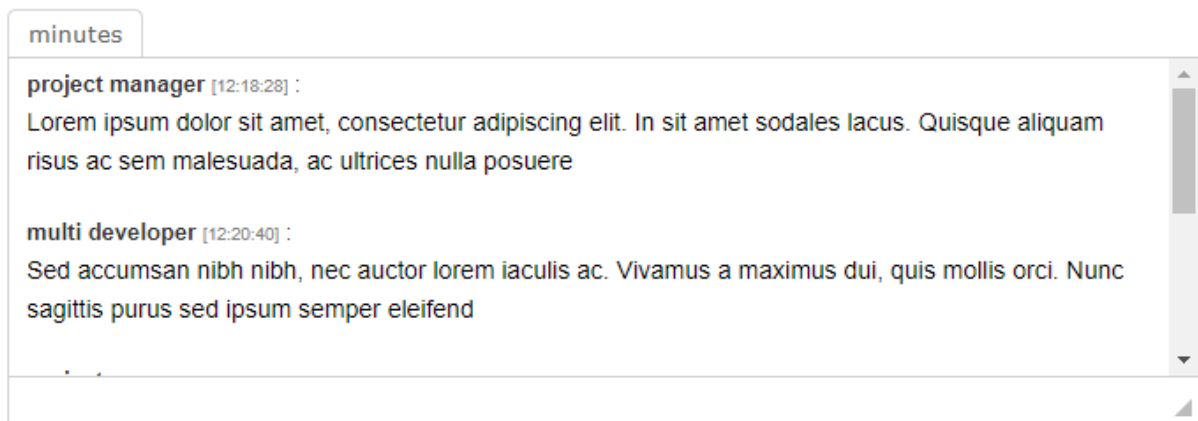 minutes
project manager [12:18:28] :
Lorem ipsum dolor sit amet, consectetur adipiscing elit. In sit amet sodales lacus. Quisque aliquam
risus ac sem malesuada, ac ultrices nulla posuere
multi developer [12:20:40] :
Sed accumsan nibh nibh, nec auctor lorem iaculis ac. Vivamus a maximus dui, quis mollis orci. Nunc
sagittis purus sed ipsum semper eleifend